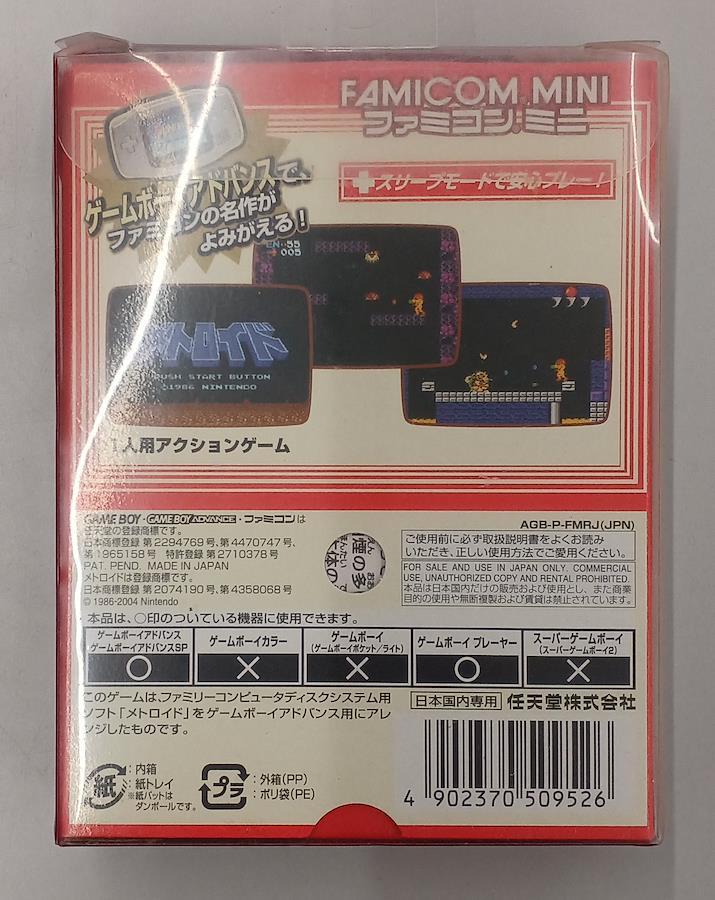 FAMICOM MINI
ファミコンミニ
ゲームボーイアドバンスで、
ファミコンの名作が
よみがえる!
スリープモードで安心プレー!
EN 55
005
メトロイド
PUSH START BUTTON
©1986 NINTENDO
1人用アクションゲーム
GAME BOY・GAME BOY ADVANCE・ファミコンは
任天堂の登録商標です。
日本商標登録 第2294769号,第4470747号,
第1965158号 特許登録 第2710378号
PAT. PEND. MADE IN JAPAN
メトロイドは任天堂の登録商標です。
日本商標登録 第2074190号,第4358068号
© 1986-2004 Nintendo
煙の多
AGB-P-FMRJ(JPN)
ご使用前に必ず取扱説明書をよくお読み
いただき、正しい使用方法でご愛用ください。
FOR SALE AND USE IN JAPAN ONLY. COMMERCIAL
USE, UNAUTHORIZED COPY AND RENTAL PROHIBITED.
本品は日本国内だけの販売および使用とし、また商業
目的の使用や無断複製および賃貸は禁止されています。
・本品は、○印のついている機器に使用できます。
ゲームボーイアドバンス
ゲームボーイアドバンスSP
ゲームボーイカラー
ゲームボーイ
(ゲームボーイポケット/ライト)
ゲームボーイ プレーヤー
スーパーゲームボーイ
(スーパーゲームボーイ2)
○ × × ○ ×
このゲームは、ファミリーコンピュータディスクシステム用
ソフト「メトロイド」をゲームボーイアドバンス用にアレ
ンジしたものです。
日本国内専用 任天堂株式会社
紙
:内箱
:紙トレイ
※紙パットは
ダンボールです。
プラ
:外箱(PP)
:ポリ袋(PE)
4 902370 509526